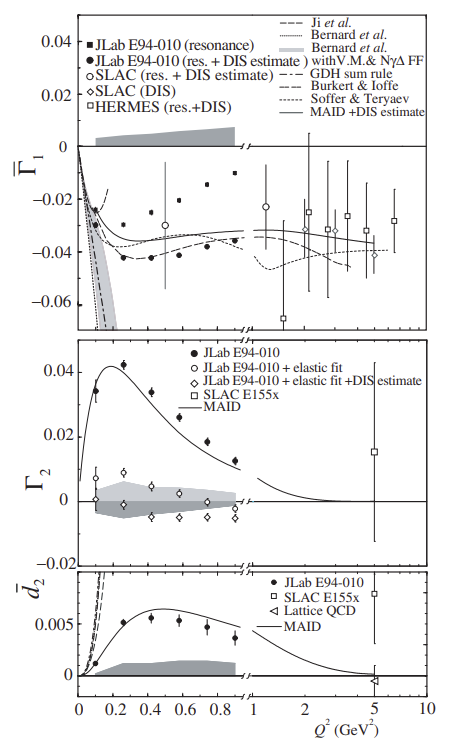 Ji et al.
Bernard et al.
Bernard et al.
with V.M.& NγΔ FF
GDH sum rule
Burkert & Ioffe
Soffer & Teryaev
MAID +DIS estimate
JLab E94-010 (resonance)
JLab E94-010 (res. + DIS estimate )
SLAC (res. + DIS estimate)
SLAC (DIS)
HERMES (res.+DIS)
0.04
0.02
0
−0.02
−0.04
−0.06
Γ̅1
JLab E94-010
JLab E94-010 + elastic fit
JLab E94-010 + elastic fit +DIS estimate
SLAC E155x
MAID
0.04
0.02
0
−0.02
Γ2
JLab E94-010
SLAC E155x
Lattice QCD
MAID
0.005
0
d̅2
0 0.2 0.4 0.6 0.8 1 5 10
Q² (GeV²)